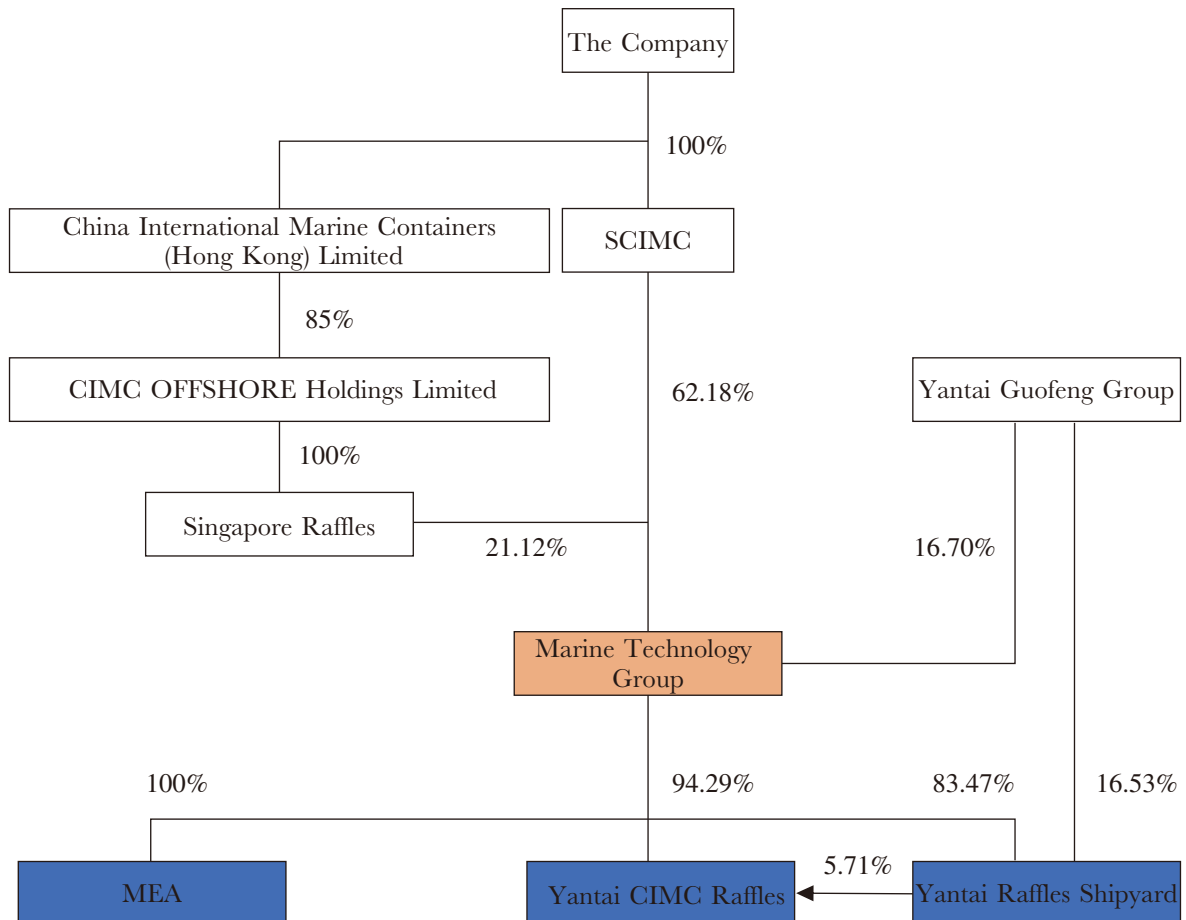 The Company
100%
China International Marine Containers
(Hong Kong) Limited
SCIMC
85%
CIMC OFFSHORE Holdings Limited
62.18%
Yantai Guofeng Group
100%
Singapore Raffles
21.12%
16.70%
Marine Technology
Group
100%
94.29%
83.47%
16.53%
MEA
Yantai CIMC Raffles
5.71%
Yantai Raffles Shipyard